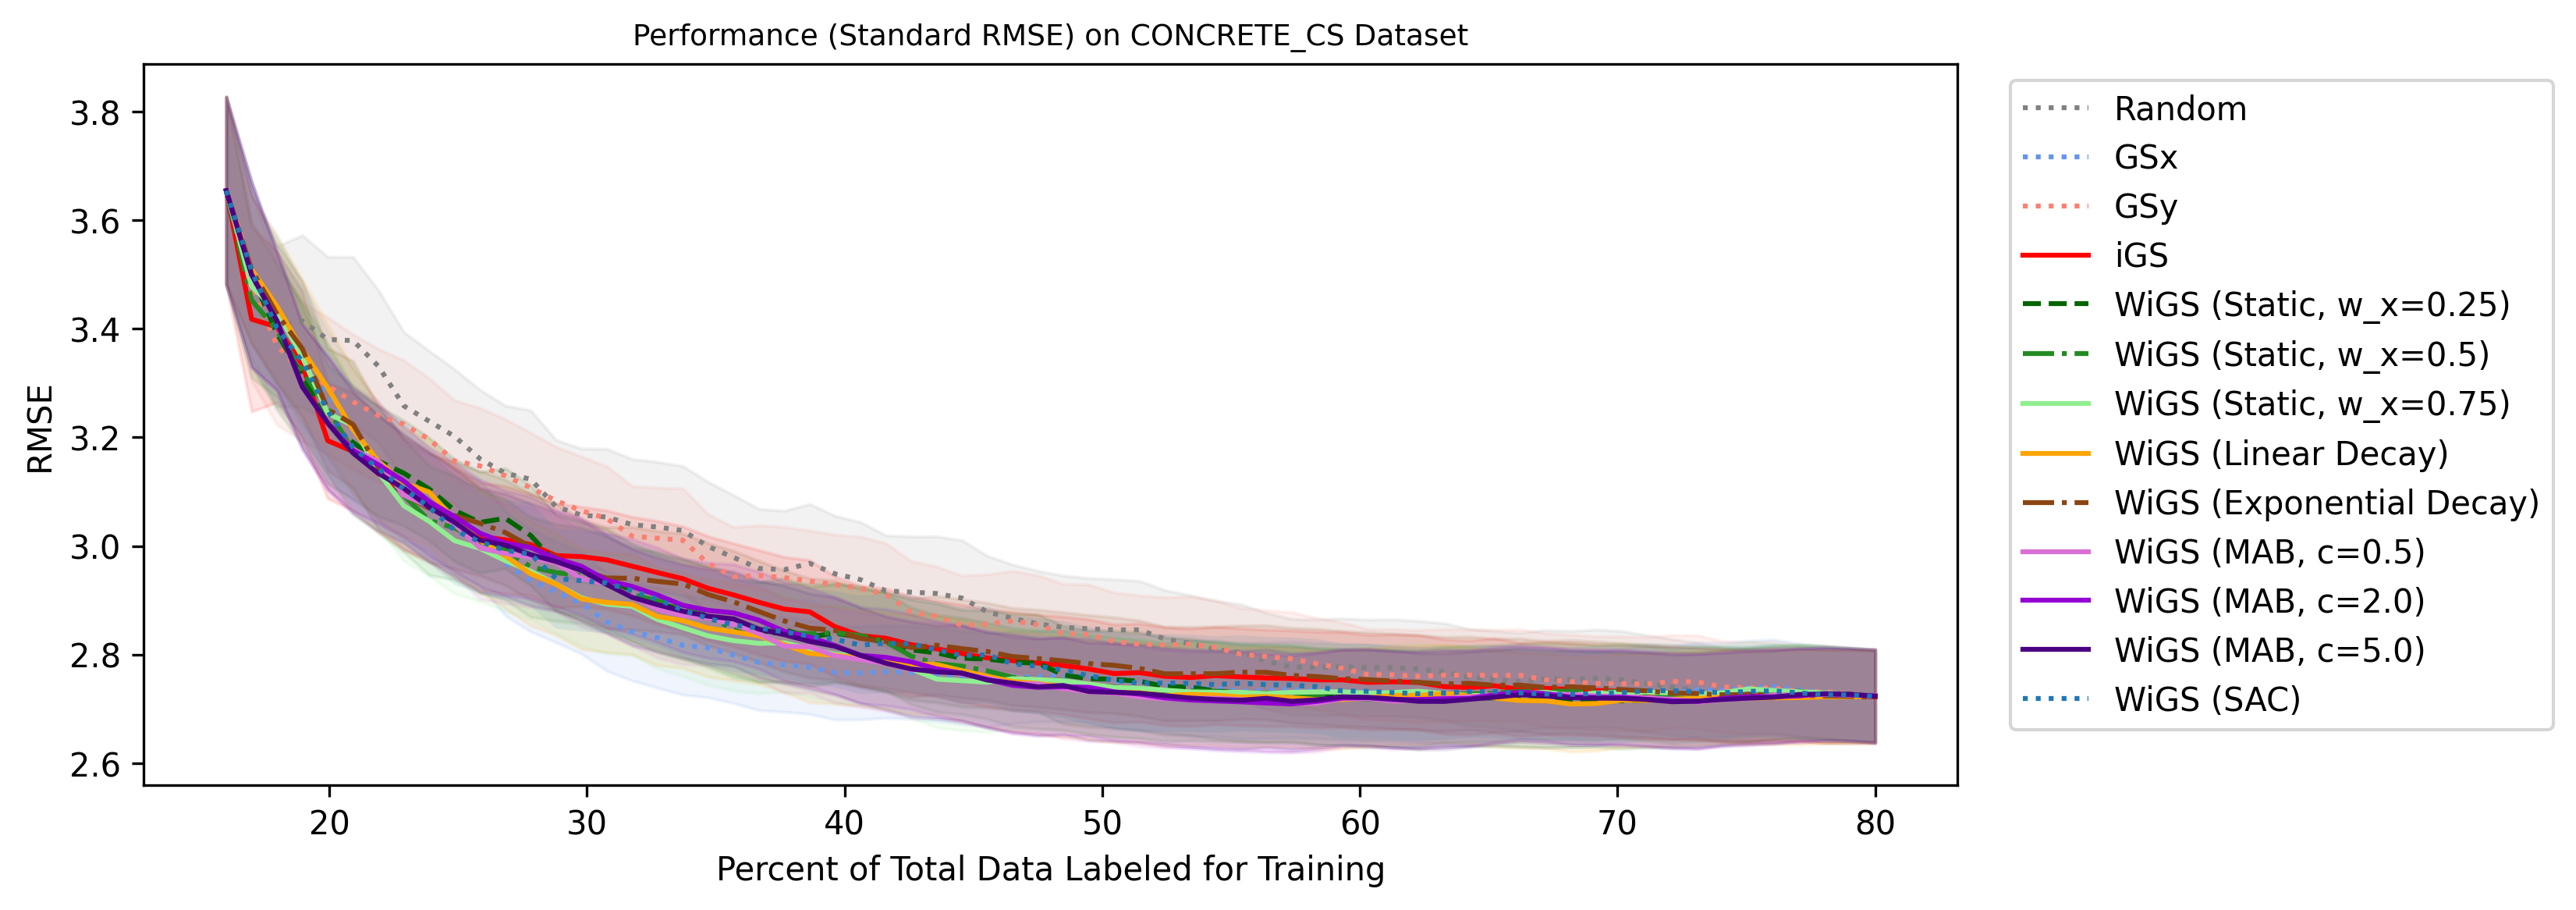 Performance (Standard RMSE) on CONCRETE_CS Dataset
3.8
3.6
3.4
3.2
3.0
2.8
2.6
RMSE
20 30 40 50 60 70 80
Percent of Total Data Labeled for Training
Random
GSx
GSy
iGS
WiGS (Static, w_x=0.25)
WiGS (Static, w_x=0.5)
WiGS (Static, w_x=0.75)
WiGS (Linear Decay)
WiGS (Exponential Decay)
WiGS (MAB, c=0.5)
WiGS (MAB, c=2.0)
WiGS (MAB, c=5.0)
WiGS (SAC)